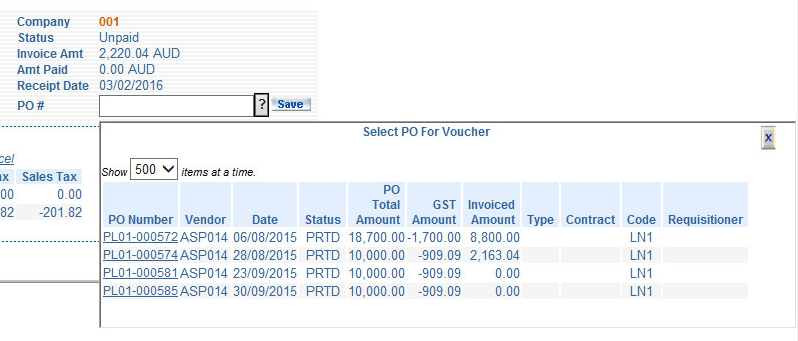 Company 001
Status Unpaid
Invoice Amt 2,220.04 AUD
Amt Paid 0.00 AUD
Receipt Date 03/02/2016
PO # ? Save
Select PO For Voucher X
cel
Show 500 items at a time.
ax Sales Tax
00 0.00
82 -201.82
PO Number Vendor Date Status PO Total Amount GST Amount Invoiced Amount Type Contract Code Requisitioner
PL01-000572 ASP014 06/08/2015 PRTD 18,700.00 -1,700.00 8,800.00 LN1
PL01-000574 ASP014 28/08/2015 PRTD 10,000.00 -909.09 2,163.04 LN1
PL01-000581 ASP014 23/09/2015 PRTD 10,000.00 -909.09 0.00 LN1
PL01-000585 ASP014 30/09/2015 PRTD 10,000.00 -909.09 0.00 LN1